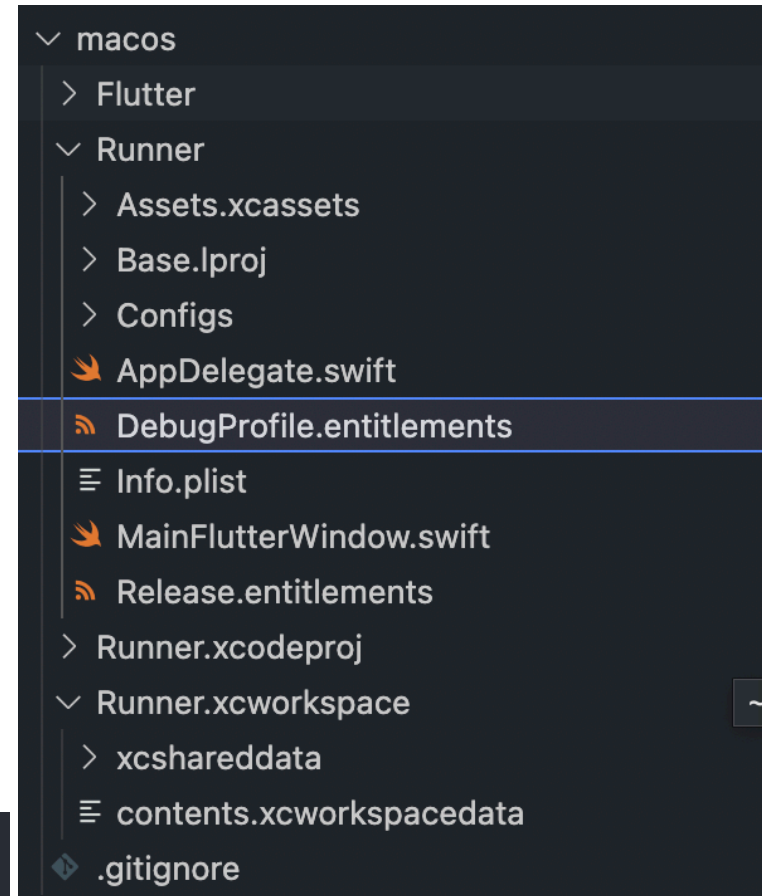 macos
Flutter
Runner
Assets.xcassets
Base.lproj
Configs
AppDelegate.swift
DebugProfile.entitlements
Info.plist
MainFlutterWindow.swift
Release.entitlements
Runner.xcodeproj
Runner.xcworkspace
~
xcshareddata
contents.xcworkspacedata
.gitignore